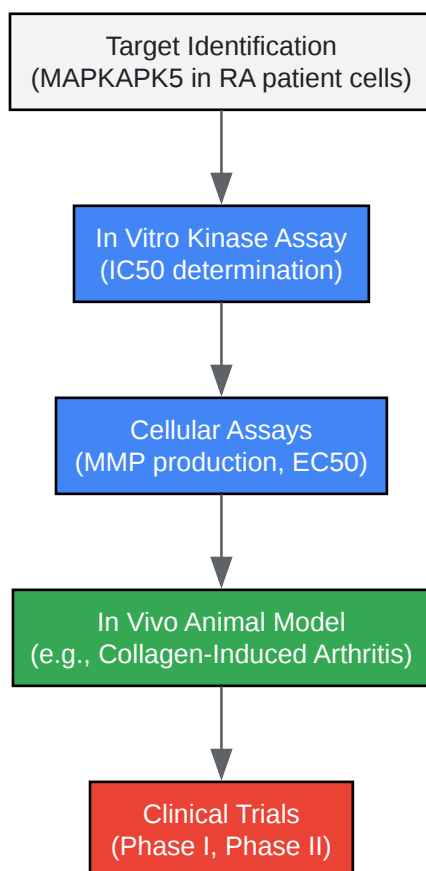 Target Identification
(MAPKAPK5 in RA patient cells)
In Vitro Kinase Assay
(IC50 determination)
Cellular Assays
(MMP production, EC50)
In Vivo Animal Model
(e.g., Collagen-Induced Arthritis)
Clinical Trials
(Phase I, Phase II)